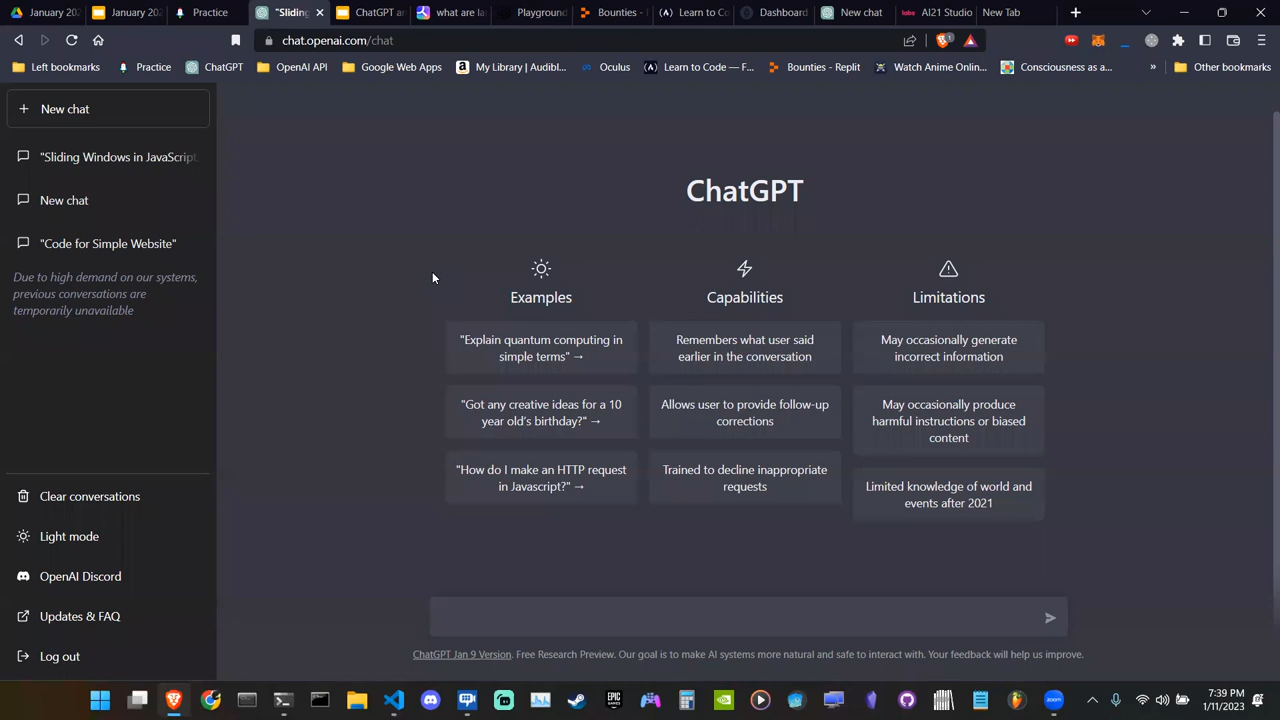 January 202
January 202
Practice
"Sliding
ChatGPT an
what are la
Playground
Bounties -
Learn to Co
Dashboard
New chat
labs AI21 Studio
New Tab
chat.openai.com/chat
1
Left bookmarks
Practice
ChatGPT
OpenAI API
Google Web Apps
a My Library | Audibl...
Oculus
(A) Learn to Code — F...
Bounties - Replit
Watch Anime Onlin...
Consciousness as a...
»
Other bookmarks
+ New chat
"Sliding Windows in JavaScript,
New chat
"Code for Simple Website"
Due to high demand on our systems,
previous conversations are
temporarily unavailable
Clear conversations
Light mode
OpenAI Discord
Updates & FAQ
Log out
ChatGPT
Examples
"Explain quantum computing in
simple terms" →
"Got any creative ideas for a 10
year old's birthday?" →
"How do I make an HTTP request
in Javascript?" →
Capabilities
Remembers what user said
earlier in the conversation
Allows user to provide follow-up
corrections
Trained to decline inappropriate
requests
Limitations
May occasionally generate
incorrect information
May occasionally produce
harmful instructions or biased
content
Limited knowledge of world and
events after 2021
ChatGPT Jan 9 Version. Free Research Preview. Our goal is to make AI systems more natural and safe to interact with. Your feedback will help us improve.
EPIC
GAMES
7:39 PM
1/11/2023